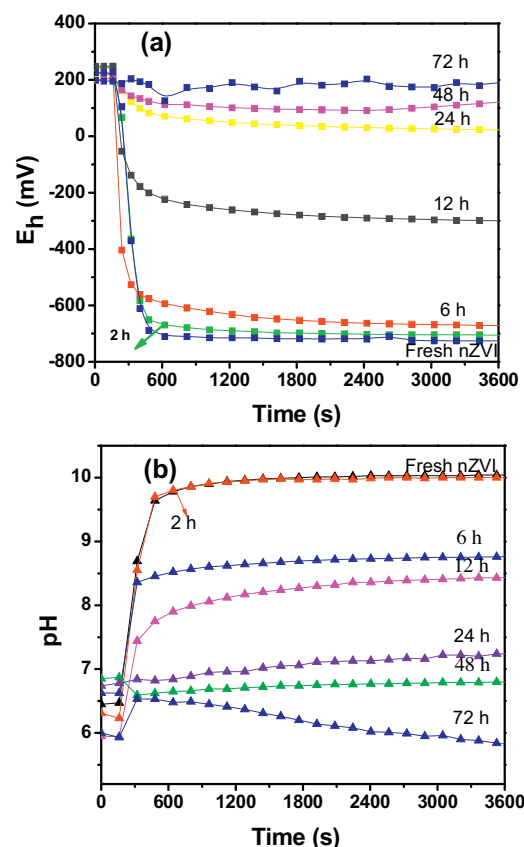 (a)
400
200
0
-200
-400
-600
-800
E_h (mV)
72 h
48 h
24 h
12 h
6 h
2 h
Fresh nZVI
0 600 1200 1800 2400 3000 3600
Time (s)
(b)
10
9
8
7
6
pH
Fresh nZVI
2 h
6 h
12 h
24 h
48 h
72 h
0 600 1200 1800 2400 3000 3600
Time (s)